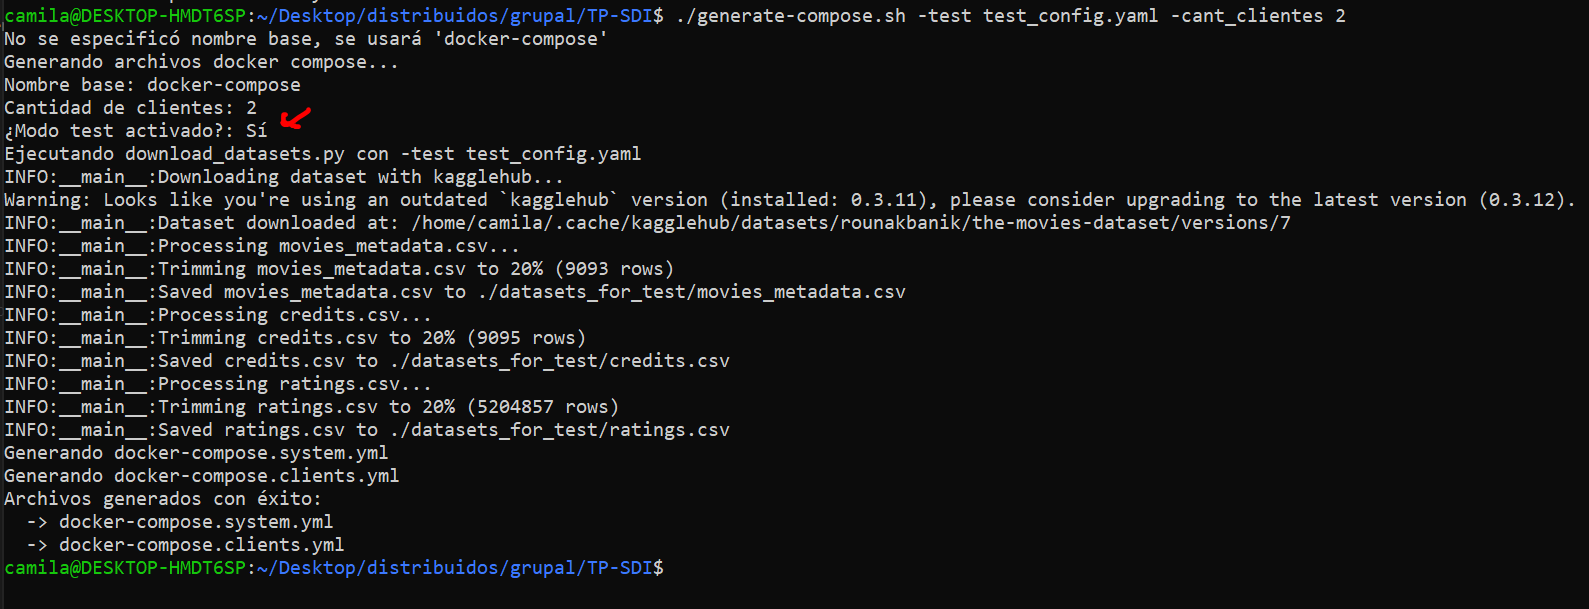 camila@DESKTOP-HMDT6SP:~/Desktop/distribuidos/grupal/TP-SDI$ ./generate-compose.sh -test test_config.yaml -cant_clientes 2
No se especificó nombre base, se usará 'docker-compose'
Generando archivos docker compose...
Nombre base: docker-compose
Cantidad de clientes: 2
¿Modo test activado?: Sí
Ejecutando download_datasets.py con -test test_config.yaml
INFO:__main__:Downloading dataset with kagglehub...
Warning: Looks like you're using an outdated `kagglehub` version (installed: 0.3.11), please consider upgrading to the latest version (0.3.12).
INFO:__main__:Dataset downloaded at: /home/camila/.cache/kagglehub/datasets/rounakbanik/the-movies-dataset/versions/7
INFO:__main__:Processing movies_metadata.csv...
INFO:__main__:Trimming movies_metadata.csv to 20% (9093 rows)
INFO:__main__:Saved movies_metadata.csv to ./datasets_for_test/movies_metadata.csv
INFO:__main__:Processing credits.csv...
INFO:__main__:Trimming credits.csv to 20% (9095 rows)
INFO:__main__:Saved credits.csv to ./datasets_for_test/credits.csv
INFO:__main__:Processing ratings.csv...
INFO:__main__:Trimming ratings.csv to 20% (5204857 rows)
INFO:__main__:Saved ratings.csv to ./datasets_for_test/ratings.csv
Generando docker-compose.system.yml
Generando docker-compose.clients.yml
Archivos generados con éxito:
  -> docker-compose.system.yml
  -> docker-compose.clients.yml
camila@DESKTOP-HMDT6SP:~/Desktop/distribuidos/grupal/TP-SDI$